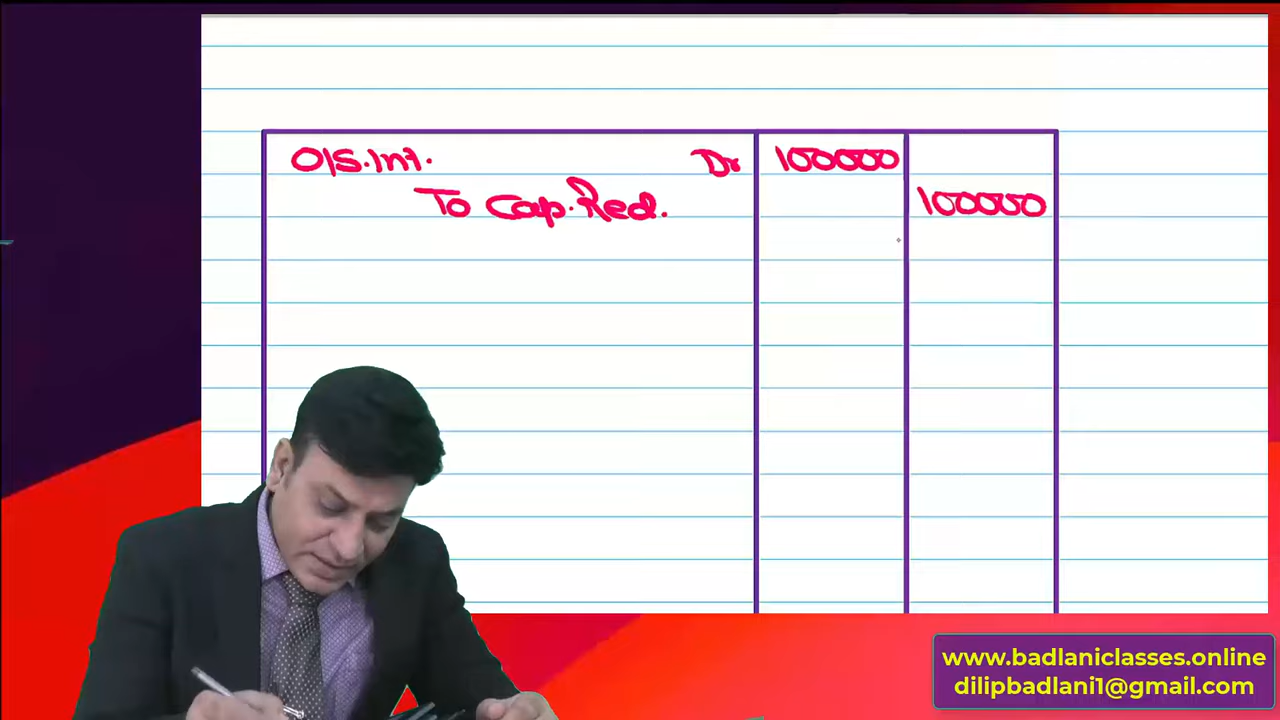 O/S.Int. Dr 100000
To Cap.Red. 100000
www.badlaniclasses.online
dilipbadlani1@gmail.com